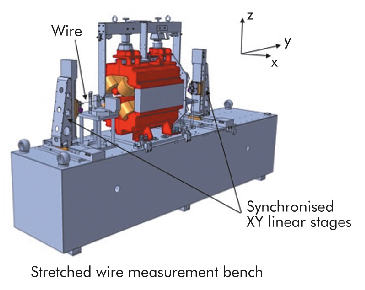 Wire
z
y
x
Synchronised
XY linear stages
Stretched wire measurement bench